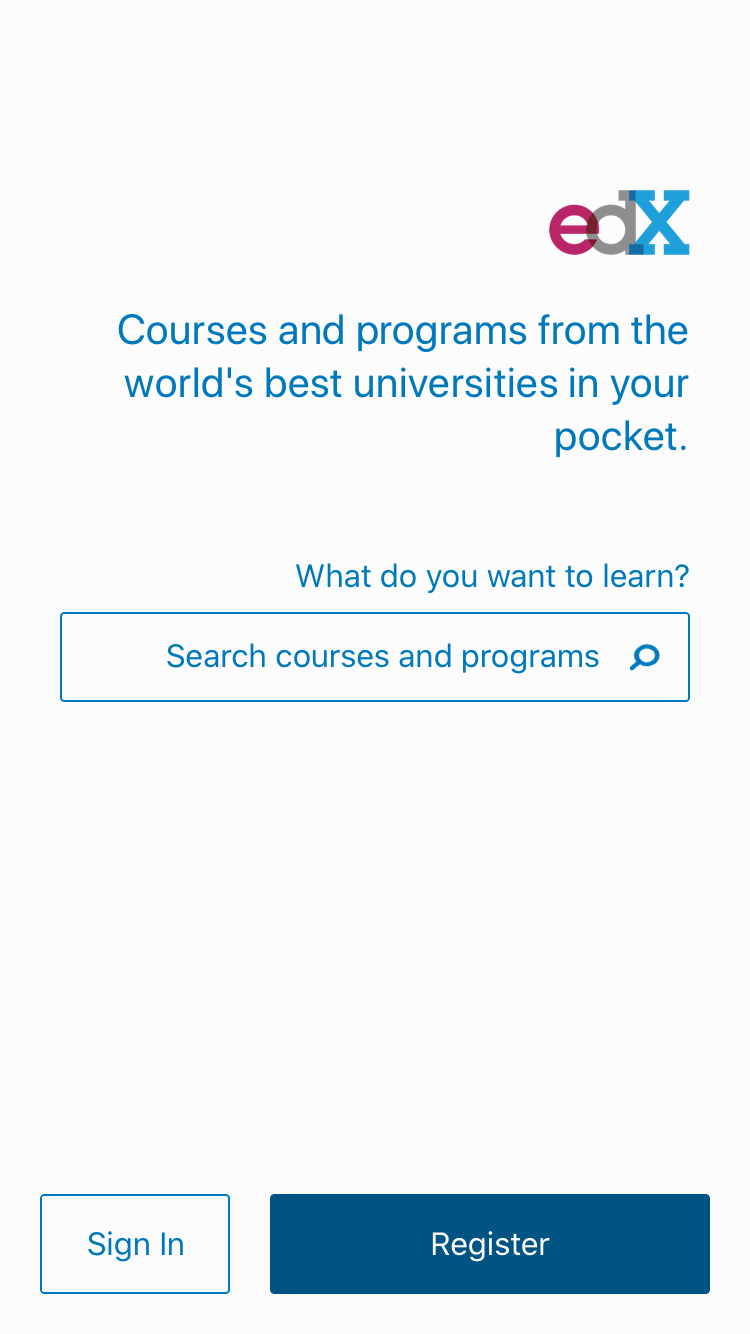 edX
Courses and programs from the
world's best universities in your
pocket.
What do you want to learn?
Search courses and programs
Sign In
Register